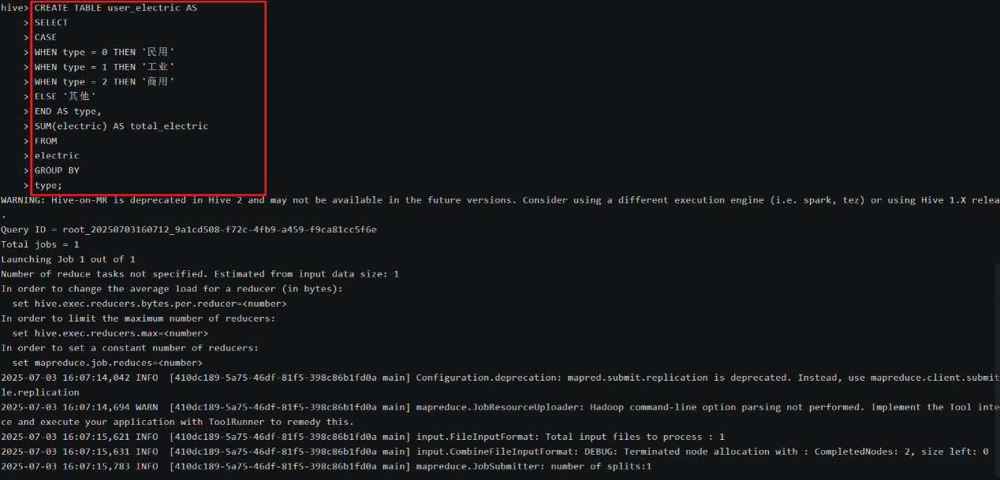 hive> CREATE TABLE user_electric AS
> SELECT
> CASE
> WHEN type = 0 THEN '民用'
> WHEN type = 1 THEN '工业'
> WHEN type = 2 THEN '商用'
> ELSE '其他'
> END AS type,
> SUM(electric) AS total_electric
> FROM
> electric
> GROUP BY
> type;
WARNING: Hive-on-MR is deprecated in Hive 2 and may not be available in the future versions. Consider using a different execution engine (i.e. spark, tez) or using Hive 1.X relea
.
Query ID = root_20250703160712_9a1cd508-f72c-4fb9-a459-f9ca81cc5f6e
Total jobs = 1
Launching Job 1 out of 1
Number of reduce tasks not specified. Estimated from input data size: 1
In order to change the average load for a reducer (in bytes):
  set hive.exec.reducers.bytes.per.reducer=<number>
In order to limit the maximum number of reducers:
  set hive.exec.reducers.max=<number>
In order to set a constant number of reducers:
  set mapreduce.job.reduces=<number>
2025-07-03 16:07:14,042 INFO  [410dc189-5a75-46df-81f5-398c86b1fd0a main] Configuration.deprecation: mapred.submit.replication is deprecated. Instead, use mapreduce.client.submit
le.replication
2025-07-03 16:07:14,694 WARN  [410dc189-5a75-46df-81f5-398c86b1fd0a main] mapreduce.JobResourceUploader: Hadoop command-line option parsing not performed. Implement the Tool inte
ce and execute your application with ToolRunner to remedy this.
2025-07-03 16:07:15,621 INFO  [410dc189-5a75-46df-81f5-398c86b1fd0a main] input.FileInputFormat: Total input files to process : 1
2025-07-03 16:07:15,631 INFO  [410dc189-5a75-46df-81f5-398c86b1fd0a main] input.CombineFileInputFormat: DEBUG: Terminated node allocation with : CompletedNodes: 2, size left: 0
2025-07-03 16:07:15,783 INFO  [410dc189-5a75-46df-81f5-398c86b1fd0a main] mapreduce.JobSubmitter: number of splits:1